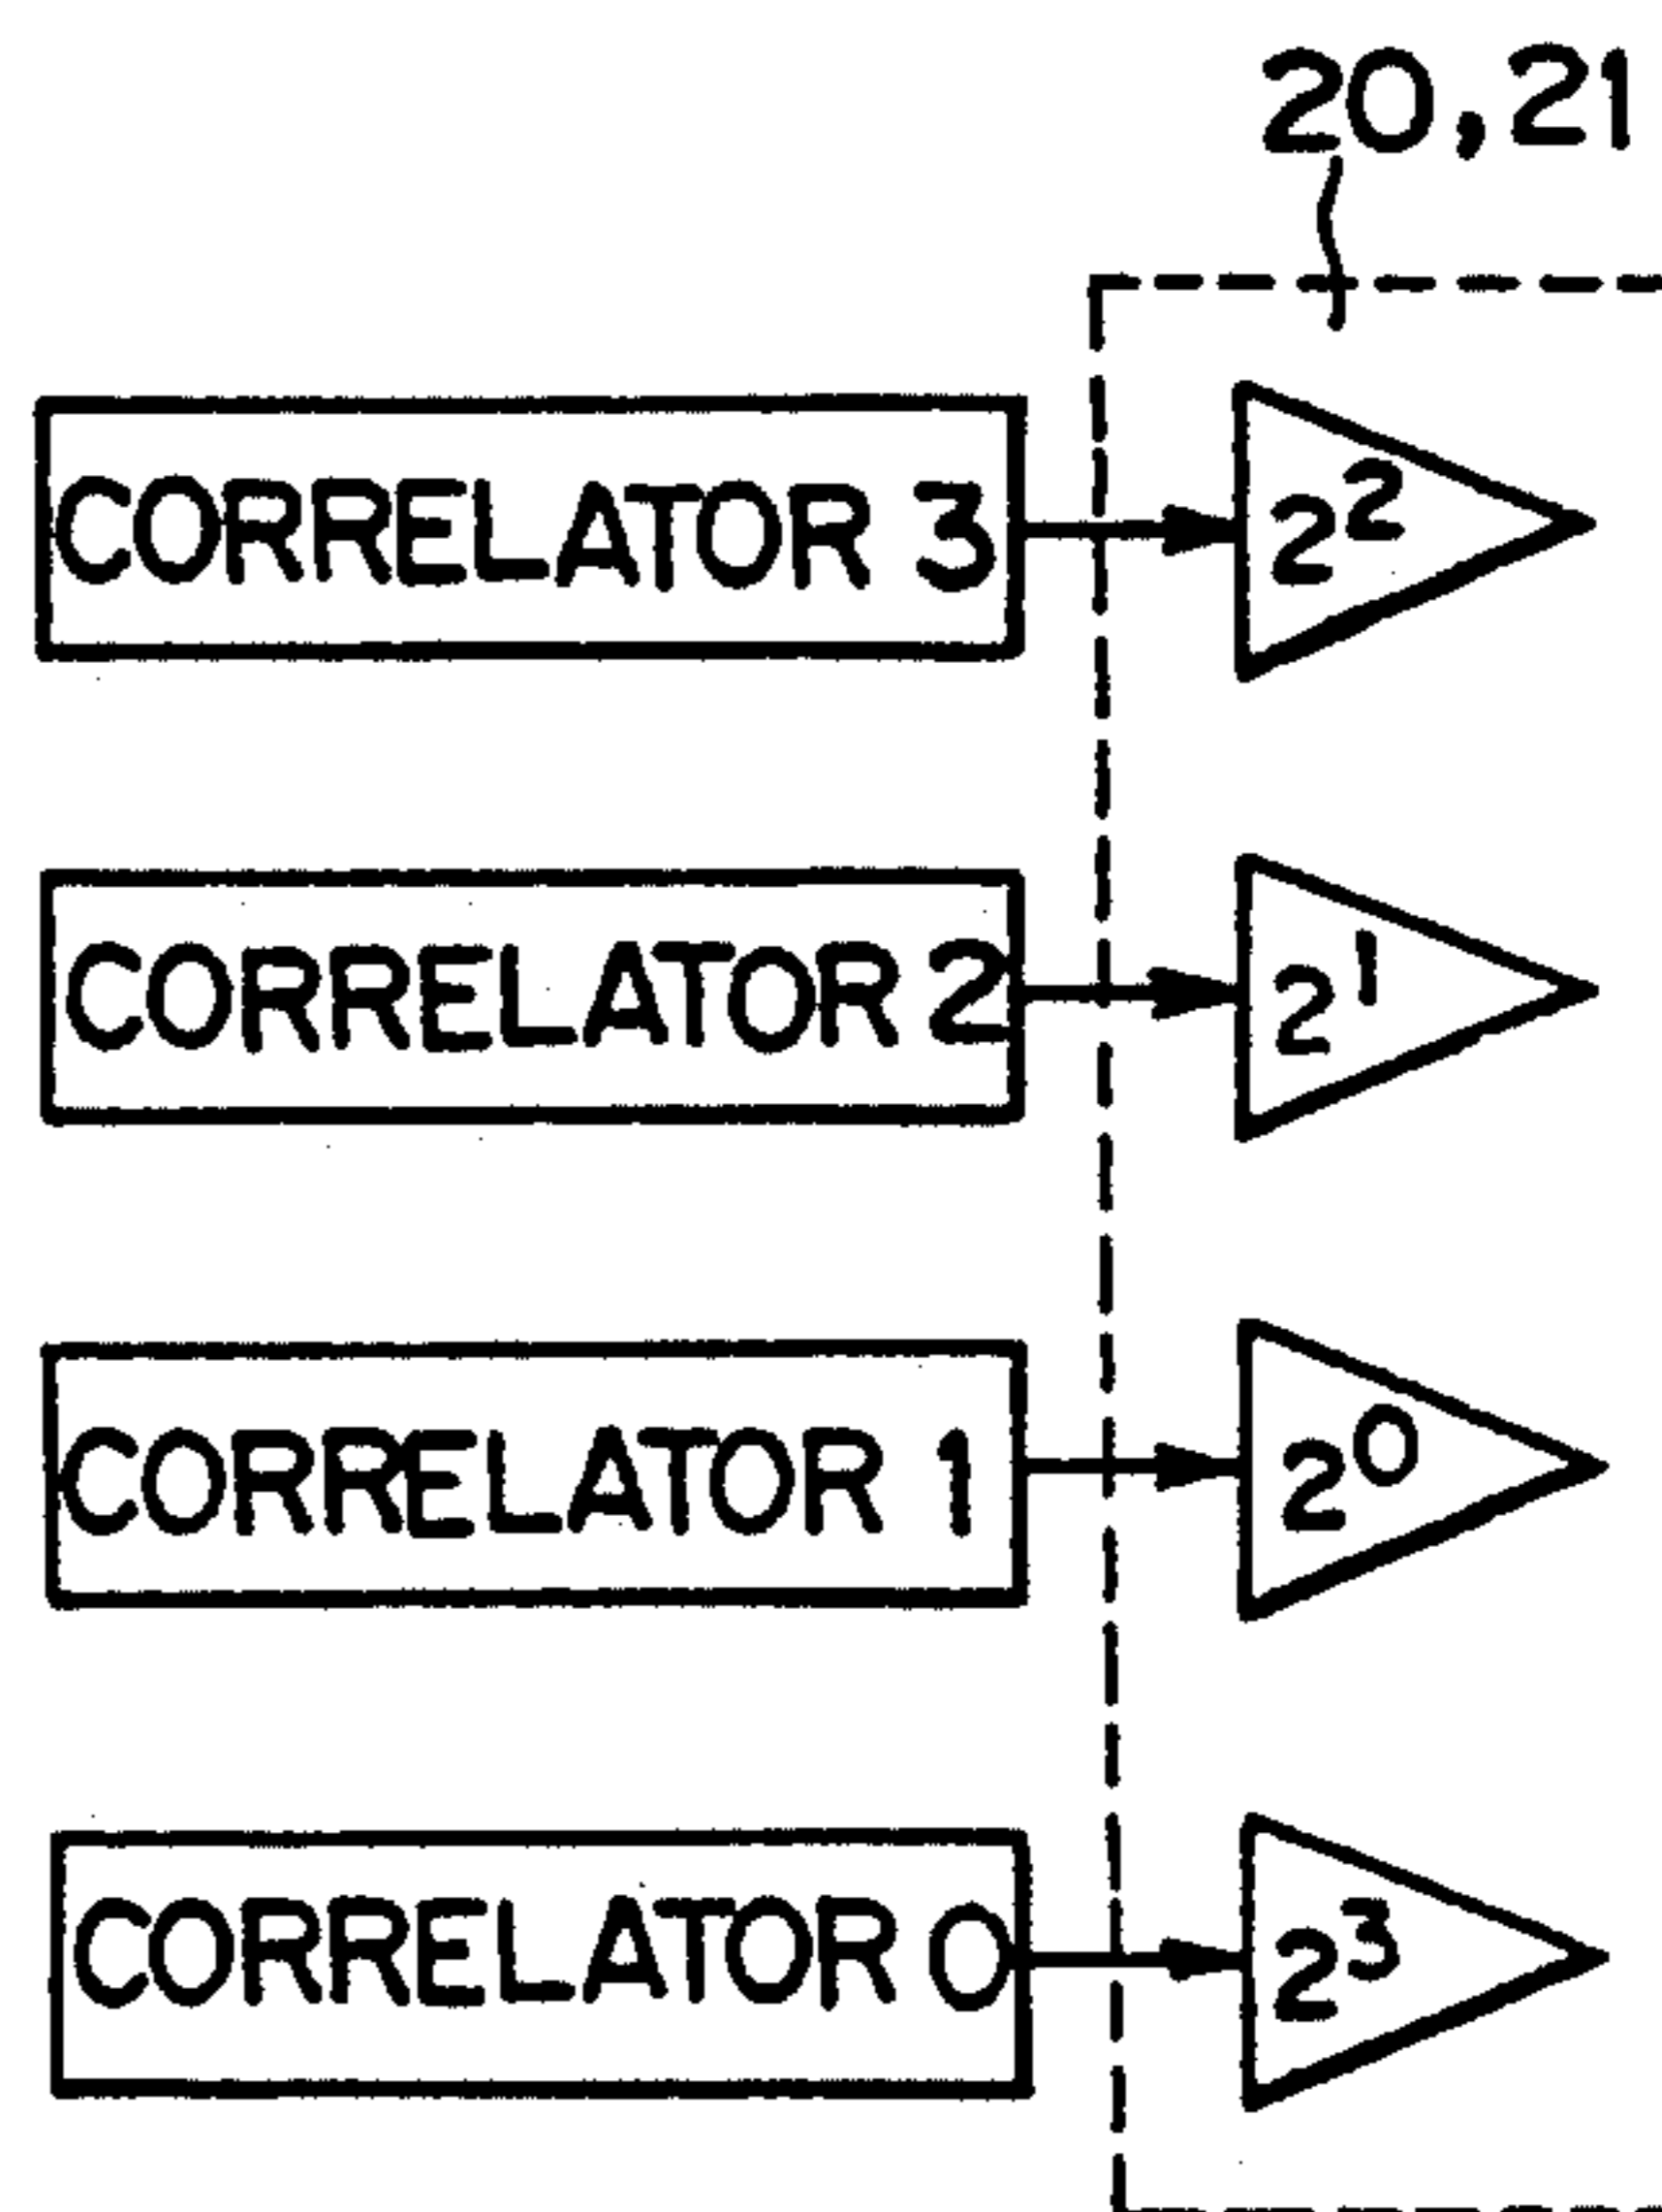 20,21
CORRELATOR 3
2²
CORRELATOR 2
2¹
CORRELATOR 1
2⁰
CORRELATOR 0
2³